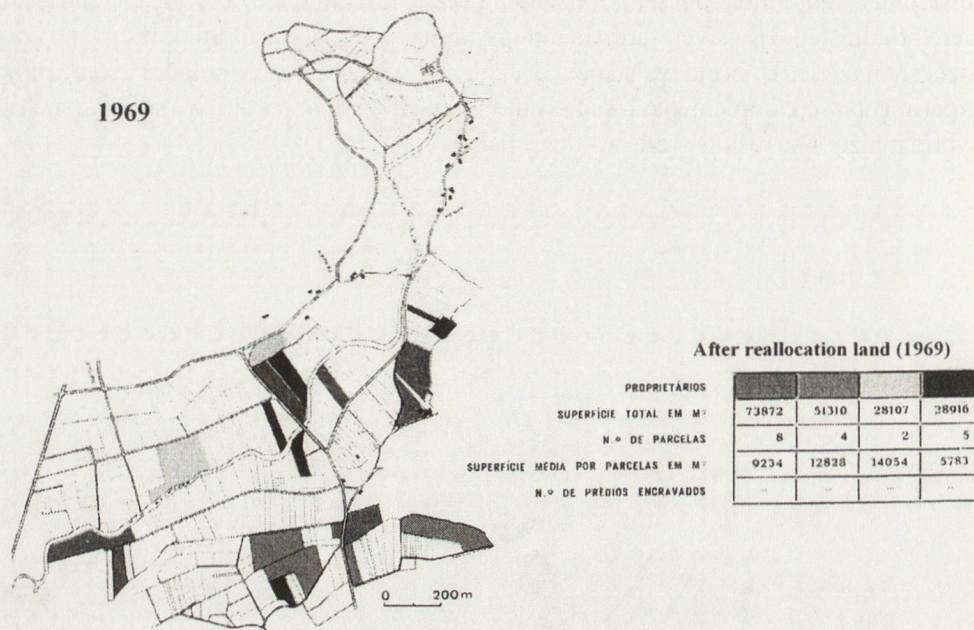 1969
After reallocation land (1969)
PROPRIETÁRIOS
SUPERFÍCIE TOTAL EM M² 73872 51310 28107 28916
N.º DE PARCELAS 8 4 2 5
SUPERFÍCIE MÉDIA POR PARCELAS EM M² 9234 12828 14054 5783
N.º DE PRÉDIOS ENCRAVADOS – – – –
0 200m